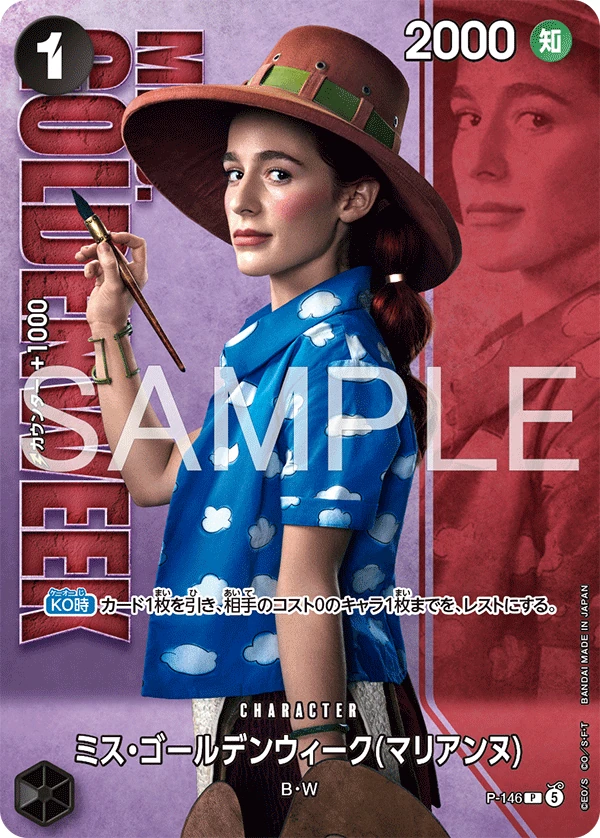 1
2000 知
MISS.
GOLDEN WEEK
カウンター +1000
SAMPLE
KO時 カード1枚を引き、相手のコスト0のキャラ1枚までを、レストにする。
CHARACTER
ミス・ゴールデンウィーク(マリアンヌ)
B・W
P-146 P 5
©EO/S ©O/S・F・T BANDAI MADE IN JAPAN